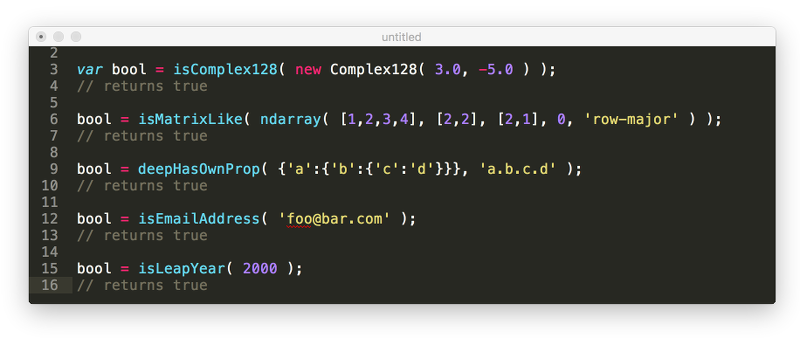 untitled
2
3 var bool = isComplex128( new Complex128( 3.0, -5.0 ) );
4 // returns true
5
6 bool = isMatrixLike( ndarray( [1,2,3,4], [2,2], [2,1], 0, 'row-major' ) );
7 // returns true
8
9 bool = deepHasOwnProp( {'a':{'b':{'c':'d'}}}, 'a.b.c.d' );
10 // returns true
11
12 bool = isEmailAddress( 'foo@bar.com' );
13 // returns true
14
15 bool = isLeapYear( 2000 );
16 // returns true